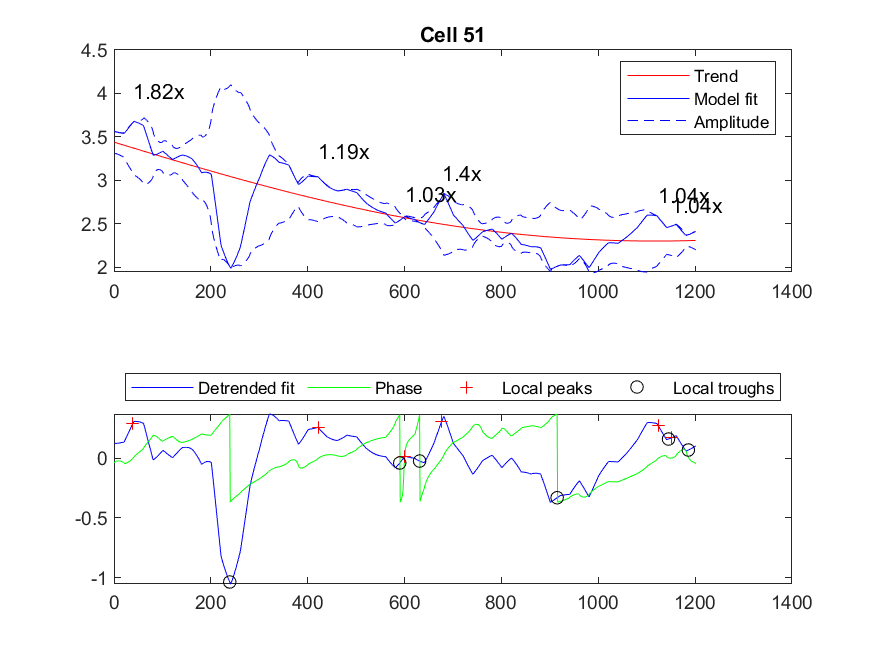 Cell 51
4.5
4
3.5
3
2.5
2
1.82x
1.19x
1.03x
1.4x
1.04x
1.04x
Trend
Model fit
Amplitude
0 200 400 600 800 1000 1200 1400
Detrended fit Phase Local peaks Local troughs
0
-0.5
-1
0 200 400 600 800 1000 1200 1400